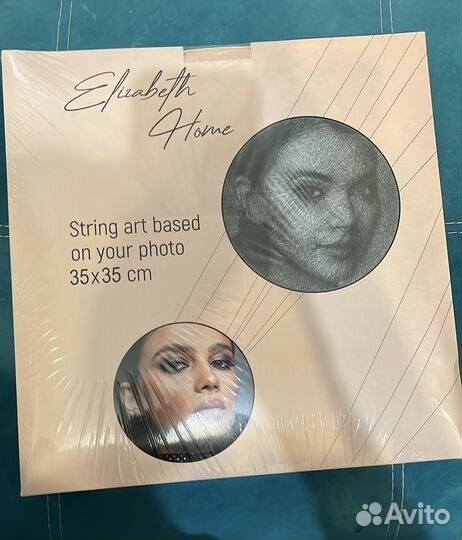 Elizabeth
Home
String art based
on your photo
35x35 cm
Avito